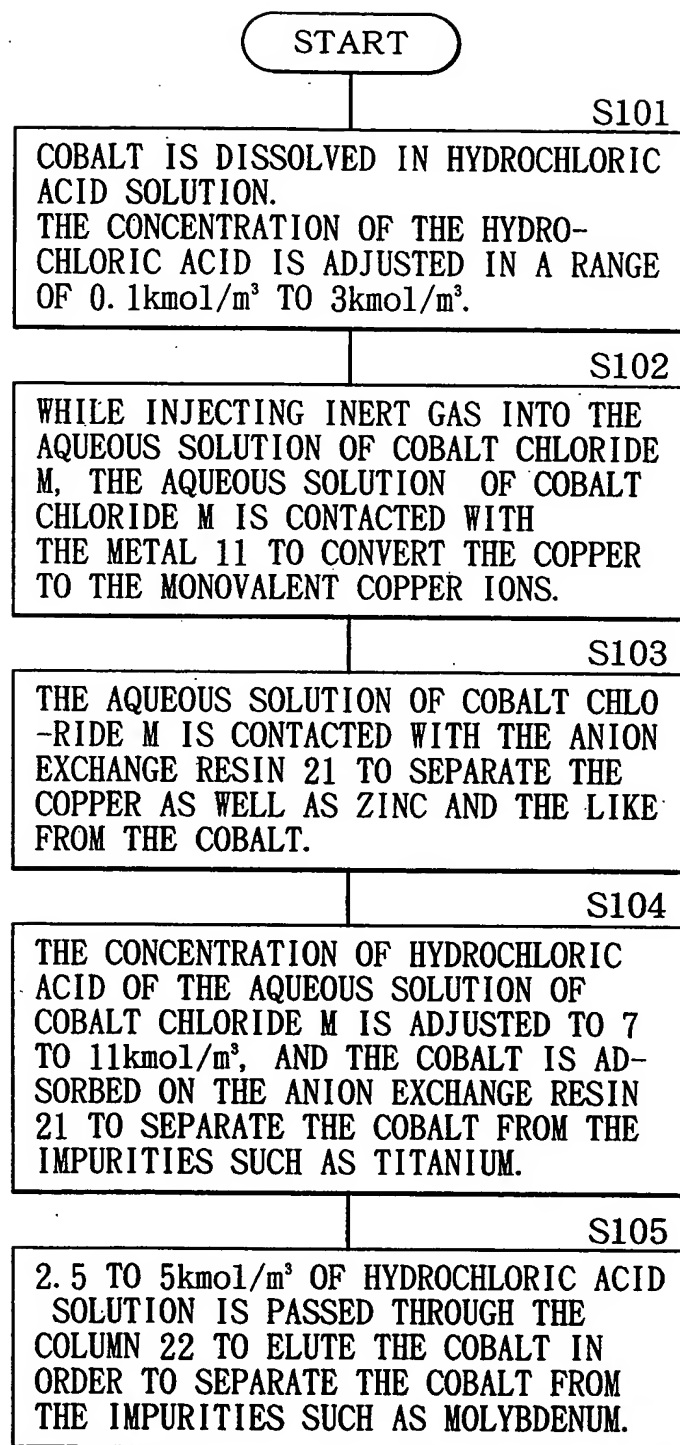 START
S101
COBALT IS DISSOLVED IN HYDROCHLORIC
ACID SOLUTION.
THE CONCENTRATION OF THE HYDRO-
CHLORIC ACID IS ADJUSTED IN A RANGE
OF 0.1kmol/m³ TO 3kmol/m³.
S102
WHILE INJECTING INERT GAS INTO THE
AQUEOUS SOLUTION OF COBALT CHLORIDE
M, THE AQUEOUS SOLUTION OF COBALT
CHLORIDE M IS CONTACTED WITH
THE METAL 11 TO CONVERT THE COPPER
TO THE MONOVALENT COPPER IONS.
S103
THE AQUEOUS SOLUTION OF COBALT CHLO
-RIDE M IS CONTACTED WITH THE ANION
EXCHANGE RESIN 21 TO SEPARATE THE
COPPER AS WELL AS ZINC AND THE LIKE
FROM THE COBALT.
S104
THE CONCENTRATION OF HYDROCHLORIC
ACID OF THE AQUEOUS SOLUTION OF
COBALT CHLORIDE M IS ADJUSTED TO 7
TO 11kmol/m³, AND THE COBALT IS AD-
SORBED ON THE ANION EXCHANGE RESIN
21 TO SEPARATE THE COBALT FROM THE
IMPURITIES SUCH AS TITANIUM.
S105
2.5 TO 5kmol/m³ OF HYDROCHLORIC ACID
SOLUTION IS PASSED THROUGH THE
COLUMN 22 TO ELUTE THE COBALT IN
ORDER TO SEPARATE THE COBALT FROM
THE IMPURITIES SUCH AS MOLYBDENUM.